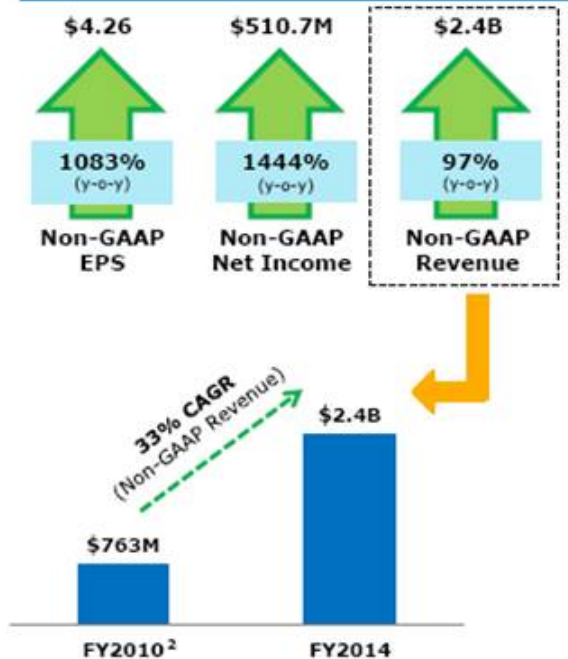 $4.26
$510.7M
$2.4B
1083%
(y-o-y)
1444%
(y-o-y)
97%
(y-o-y)
Non-GAAP
EPS
Non-GAAP
Net Income
Non-GAAP
Revenue
33% CAGR
(Non-GAAP Revenue)
$2.4B
$763M
FY2010²
FY2014